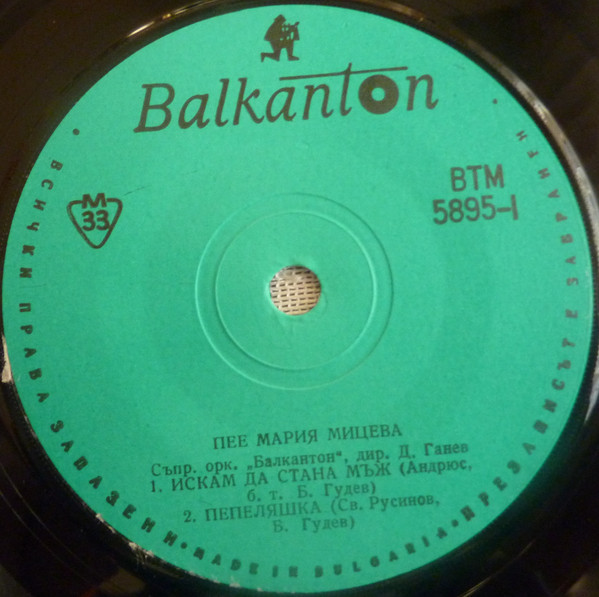 Balkanton
M
33
ВТМ
5895-I
ПЕЕ МАРИЯ МИЦЕВА
Съпр. орк. „Балкантон“, дир. Д. Ганев
1. ИСКАМ ДА СТАНА МЪЖ (Андрюс,
б. т. Б. Гудев)
2. ПЕПЕЛЯШКА (Св. Русинов,
Б. Гудев)
• ВСИЧКИ ПРАВА ЗАПАЗЕНИ • MADE IN BULGARIA • ПРЕЗАПИСЪТ Е ЗАБРАНЕН •